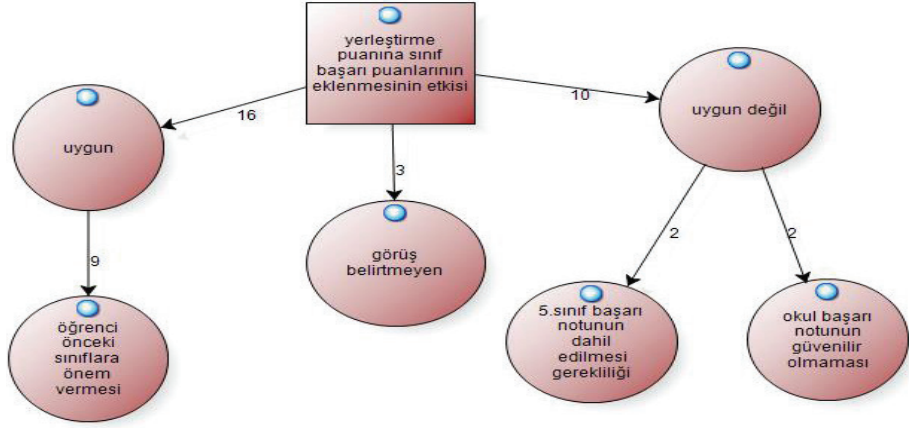 yerleştirme
puanına sınıf
başarı puanlarının
eklenmesinin etkisi
16
10
3
uygun
uygun değil
görüş
belirtmeyen
9
2
2
öğrenci
önceki
sınıflara
önem
vermesi
5.sınıf başarı
notunun
dahil
edilmesi
gerekliliği
okul başarı
notunun
güvenilir
olmaması